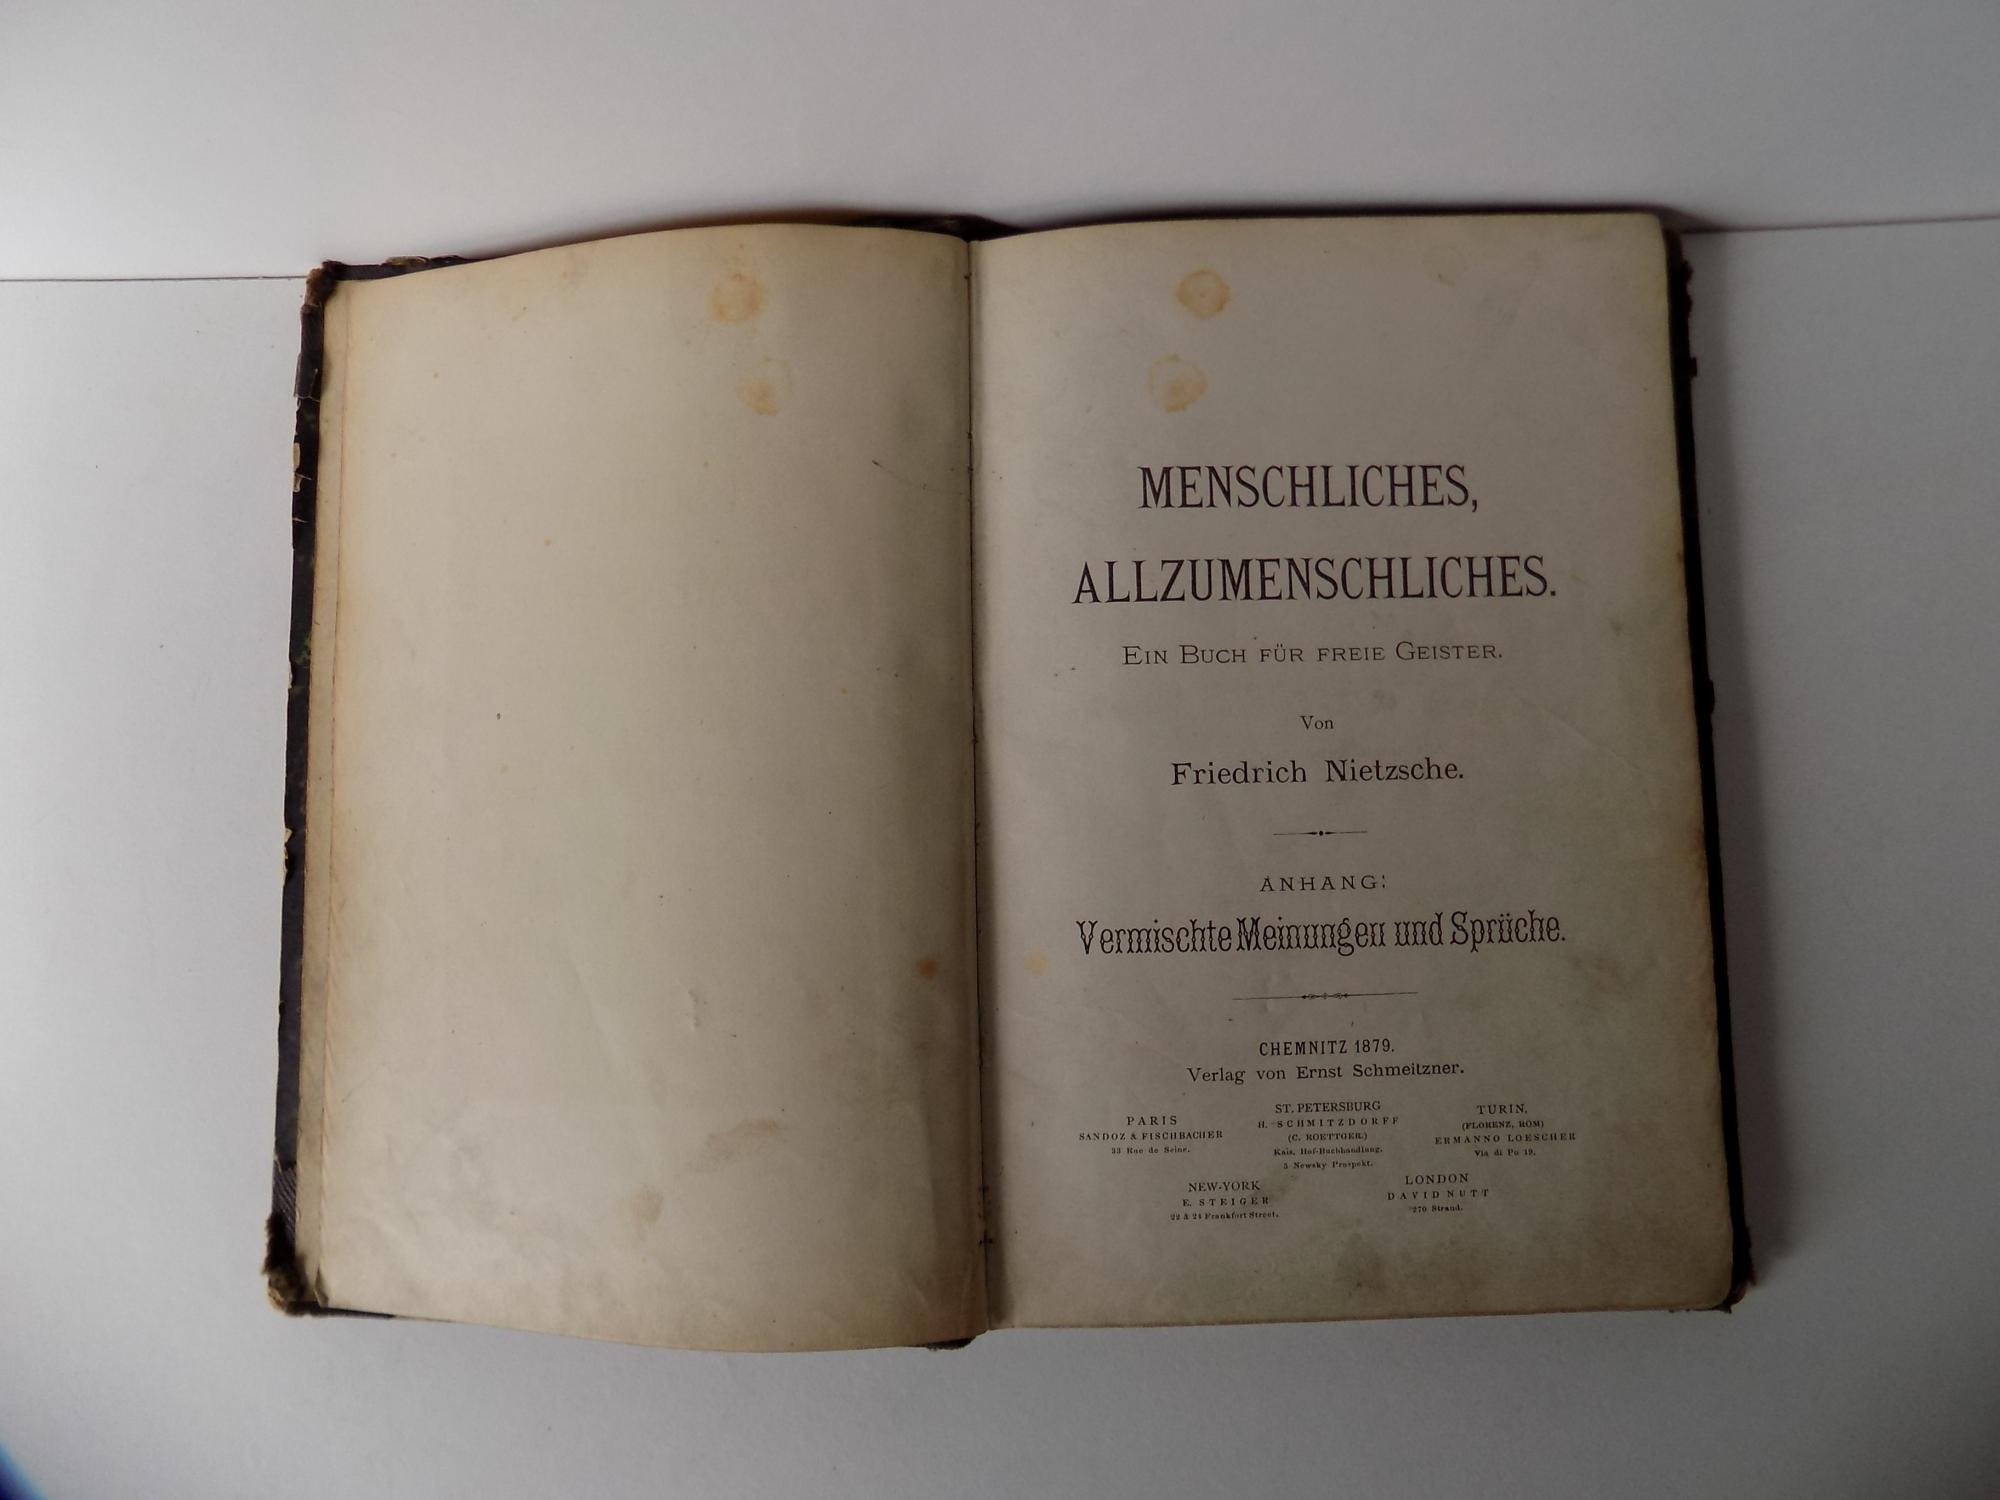 MENSCHLICHES,
ALLZUMENSCHLICHES.
EIN BUCH FÜR FREIE GEISTER.
Von
Friedrich Nietzsche.
ANHANG:
Vermischte Meinungen und Sprüche.
CHEMNITZ 1879.
Verlag von Ernst Schmeitzner.
PARIS
SANDOZ & FISCHBACHER
33 Rue de Seine.
ST. PETERSBURG
H. SCHMITZDORFF
(C. ROETTGER.)
Kais. Hof-Buchhandlung.
5 Newsky Prospekt.
TURIN,
(FLORENZ, ROM)
ERMANNO LOESCHER
Via di Po 19.
NEW-YORK
E. STEIGER
22 & 24 Frankfort Street.
LONDON
DAVID NUTT
270 Strand.